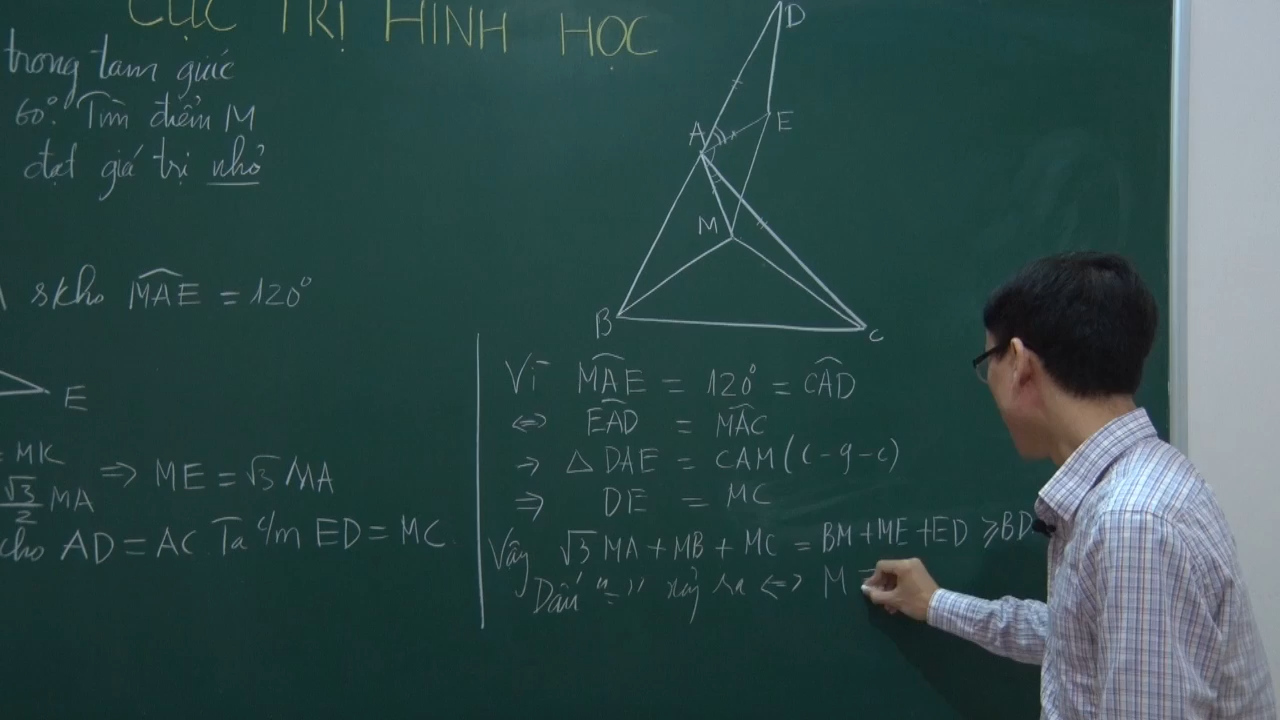 CỰC TRỊ HÌNH HỌC
trong tam giác
60°. Tìm điểm M
đạt giá trị nhỏ
A skho MAE = 120°
E
= MK
√3/2 MA ⇒ ME = √3 MA
cho AD = AC. Ta c/m ED = MC.
D
E
A
M
B
C
Vì MAE = 120° = CAD
⇔ EAD = MAC
→ △ DAE = CAM (c-g-c)
⇒ DE = MC
Vậy √3 MA + MB + MC = BM + ME + ED ≥ BD
Dấu "=" xảy ra ⇔ M